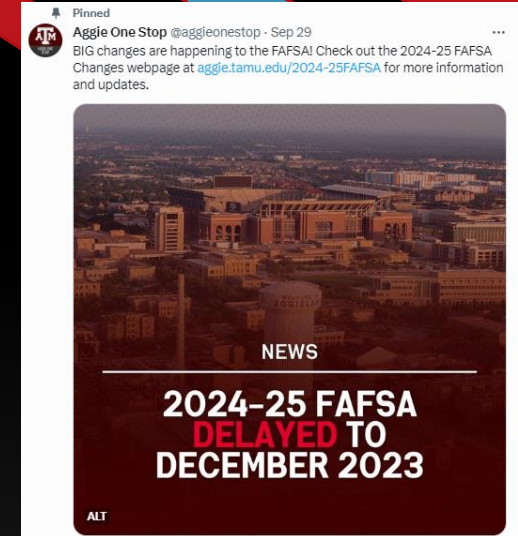 Pinned
Aggie One Stop @aggieonestop · Sep 29
BIG changes are happening to the FAFSA! Check out the 2024-25 FAFSA
Changes webpage at aggie.tamu.edu/2024-25FAFSA for more information
and updates.
NEWS
2024-25 FAFSA
DELAYED TO
DECEMBER 2023
ALT